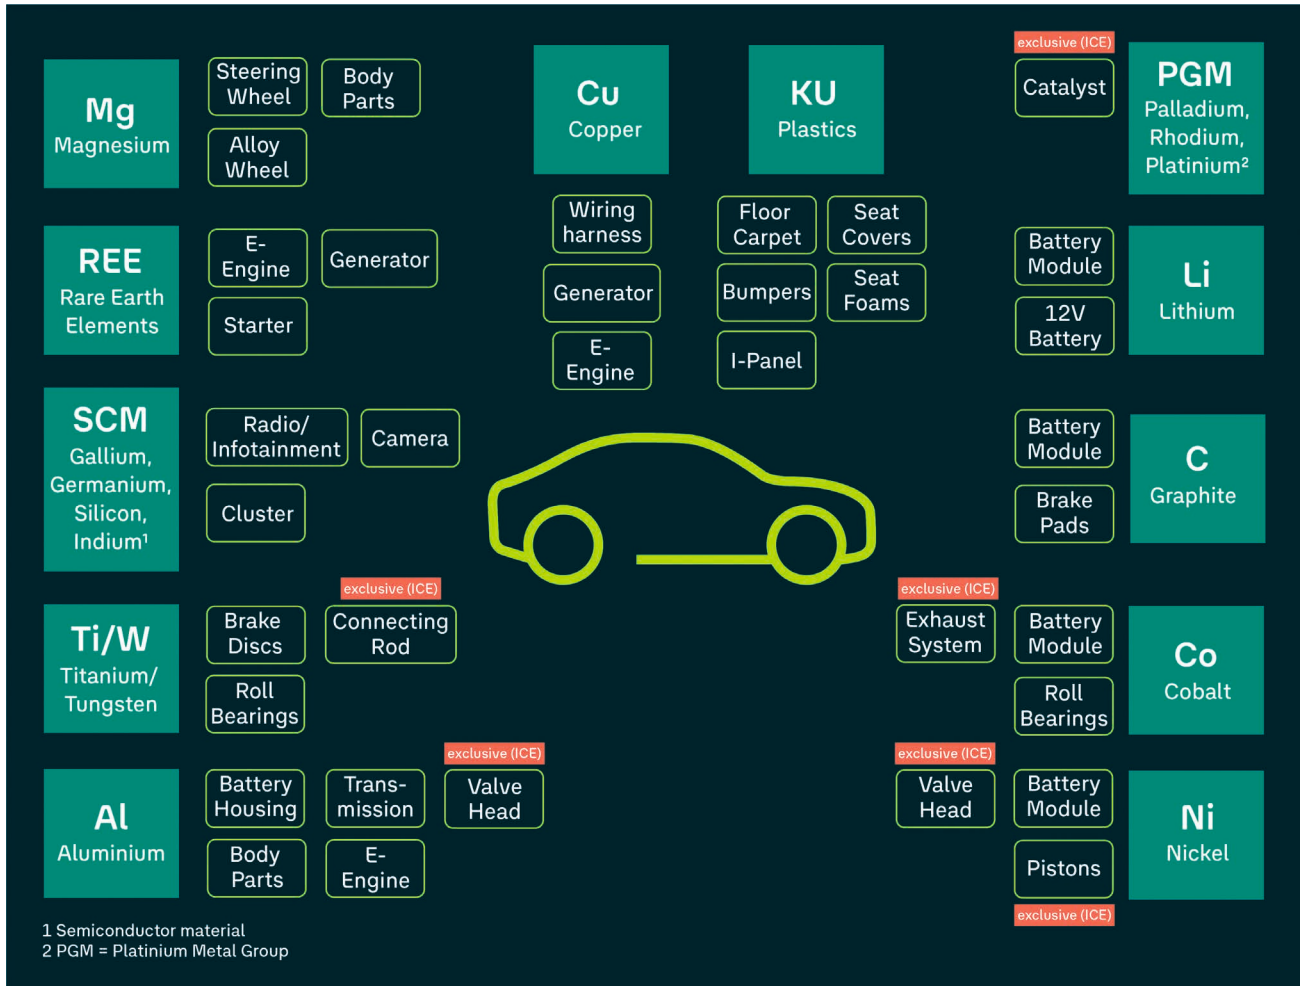 Mg
Magnesium
Steering
Wheel
Body
Parts
Alloy
Wheel
REE
Rare Earth
Elements
E-
Engine
Generator
Starter
SCM
Gallium,
Germanium,
Silicon,
Indium¹
Radio/
Infotainment
Camera
Cluster
Ti/W
Titanium/
Tungsten
Brake
Discs
exclusive (ICE)
Connecting
Rod
Roll
Bearings
Al
Aluminium
Battery
Housing
Trans-
mission
exclusive (ICE)
Valve
Head
Body
Parts
E-
Engine
Cu
Copper
Wiring
harness
Generator
E-
Engine
KU
Plastics
Floor
Carpet
Seat
Covers
Bumpers
Seat
Foams
I-Panel
exclusive (ICE)
Catalyst
PGM
Palladium,
Rhodium,
Platinium²
Battery
Module
12V
Battery
Li
Lithium
Battery
Module
Brake
Pads
C
Graphite
exclusive (ICE)
Exhaust
System
Battery
Module
Roll
Bearings
Co
Cobalt
exclusive (ICE)
Valve
Head
Battery
Module
Pistons
exclusive (ICE)
Ni
Nickel
1 Semiconductor material
2 PGM = Platinium Metal Group